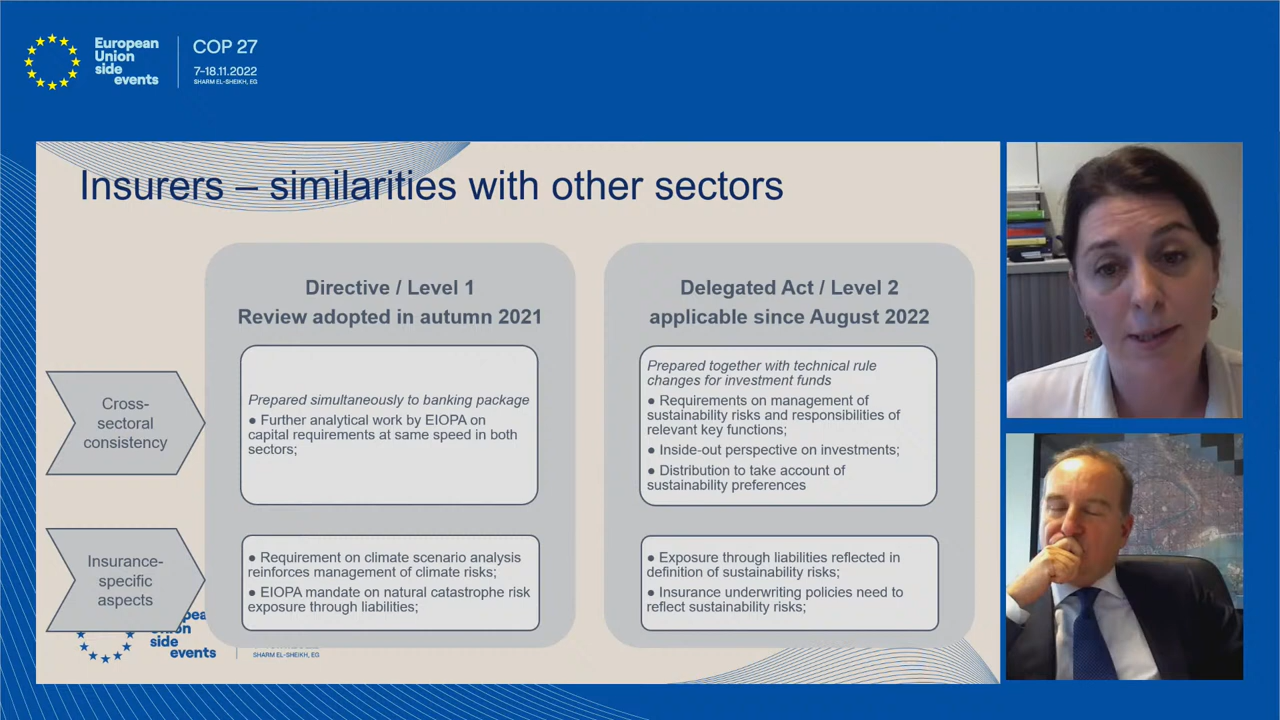 European
Union
side
events
COP 27
7-18.11.2022
SHARM EL-SHEIKH, EG
Insurers – similarities with other sectors
Directive / Level 1
Review adopted in autumn 2021
Delegated Act / Level 2
applicable since August 2022
Cross-
sectoral
consistency
Prepared simultaneously to banking package
● Further analytical work by EIOPA on
capital requirements at same speed in both
sectors;
Prepared together with technical rule
changes for investment funds
● Requirements on management of
sustainability risks and responsibilities of
relevant key functions;
● Inside-out perspective on investments;
● Distribution to take account of
sustainability preferences
Insurance-
specific
aspects
● Requirement on climate scenario analysis
reinforces management of climate risks;
● EIOPA mandate on natural catastrophe risk
exposure through liabilities;
● Exposure through liabilities reflected in
definition of sustainability risks;
● Insurance underwriting policies need to
reflect sustainability risks;
side
events
SHARM EL-SHEIKH, EG